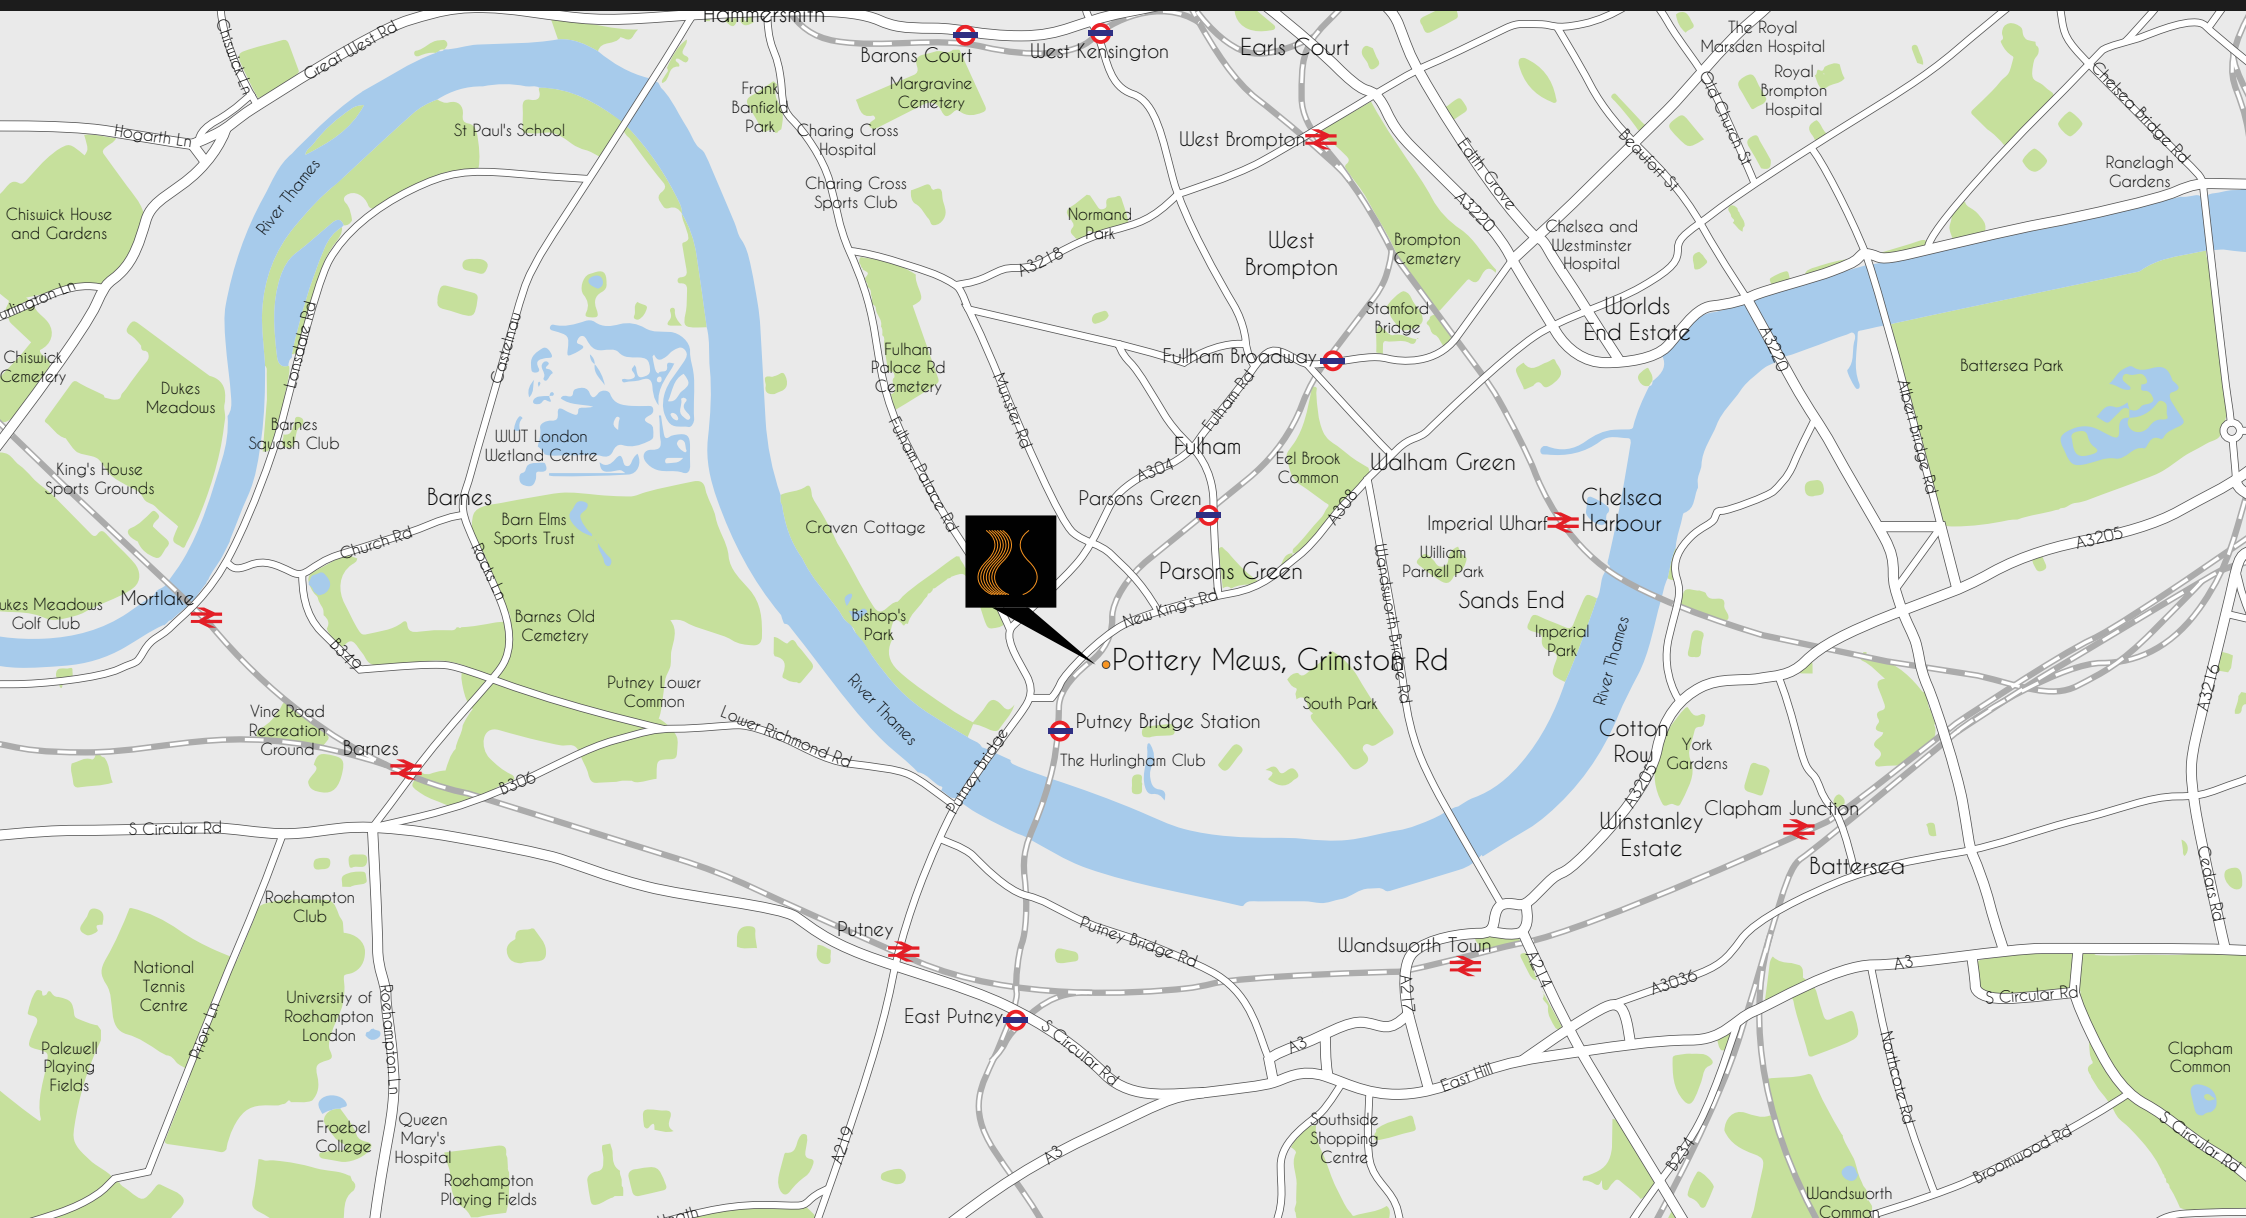 Hammersmith
Chiswick Ln
Great West Rd
Barons Court
West Kensington
Earls Court
The Royal
Marsden Hospital
Royal
Brompton
Hospital
Old Church St
Chelsea Bridge Rd
Frank
Banfield
Park
Margravine
Cemetery
Hogarth Ln
St Paul's School
Charing Cross
Hospital
West Brompton
Edith Grove
Beaufort St
Ranelagh
Gardens
River Thames
Charing Cross
Sports Club
Chiswick House
and Gardens
Normand
Park
A3220
A3218
West
Brompton
Brompton
Cemetery
Chelsea and
Westminster
Hospital
urlington Ln
Lonsdale Rd
Castelnau
Stamford
Bridge
Worlds
End Estate
A3220
Chiswick
Cemetery
Dukes
Meadows
Fulham
Palace Rd
Cemetery
Munster Rd
Fulham Broadway
Fulham Rd
Battersea Park
Albert Bridge Rd
Barnes
Squash Club
WWT London
Wetland Centre
Fulham Palace Rd
Fulham
A304
Eel Brook
Common
Walham Green
King's House
Sports Grounds
Barnes
Parsons Green
A308
Chelsea
Harbour
Imperial Wharf
Barn Elms
Sports Trust
Craven Cottage
Church Rd
Rocks Ln
William
Parnell Park
Wandsworth Bridge Rd
A3205
Parsons Green
New King's Rd
Sands End
ukes Meadows
Golf Club
Mortlake
Barnes Old
Cemetery
Bishop's
Park
Imperial
Park
River Thames
B349
Pottery Mews, Grimston Rd
A3216
Putney Lower
Common
River Thames
South Park
Vine Road
Recreation
Ground
Barnes
Lower Richmond Rd
Putney Bridge
Putney Bridge Station
The Hurlingham Club
Cotton
Row
York
Gardens
A3205
B306
S Circular Rd
Clapham Junction
Winstanley
Estate
Battersea
Cedars Rd
Roehampton
Club
Putney
Putney Bridge Rd
Wandsworth Town
A214
A217
A3036
A3
S Circular Rd
National
Tennis
Centre
University of
Roehampton
London
Roehampton Ln
Priory Ln
East Putney
S Circular Rd
A3
East Hill
Northcote Rd
Clapham
Common
Palewell
Playing
Fields
Froebel
College
Queen
Mary's
Hospital
Southside
Shopping
Centre
A219
A3
B234
Broomwood Rd
S Circular Rd
Roehampton
Playing Fields
Wandsworth
Common